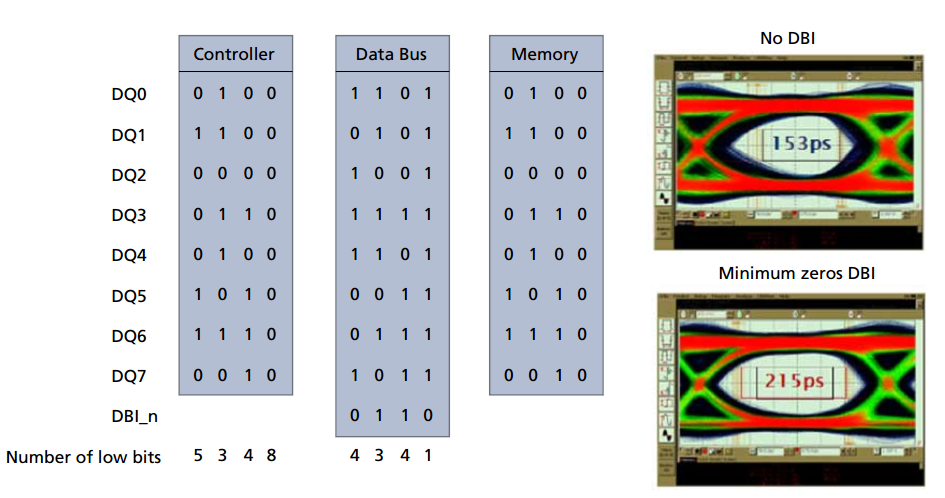 No DBI
Controller Data Bus Memory
DQ0 0 1 0 0 1 1 0 1 0 1 0 0
DQ1 1 1 0 0 0 1 0 1 1 1 0 0
DQ2 0 0 0 0 1 0 0 1 0 0 0 0
DQ3 0 1 1 0 1 1 1 1 0 1 1 0
DQ4 0 1 0 0 1 1 0 1 0 1 0 0
DQ5 1 0 1 0 0 0 1 1 1 0 1 0
DQ6 1 1 1 0 0 1 1 1 1 1 1 0
DQ7 0 0 1 0 1 0 1 1 0 0 1 0
DBI_n 0 1 1 0
Number of low bits 5 3 4 8 4 3 4 1
153ps
Minimum zeros DBI
215ps